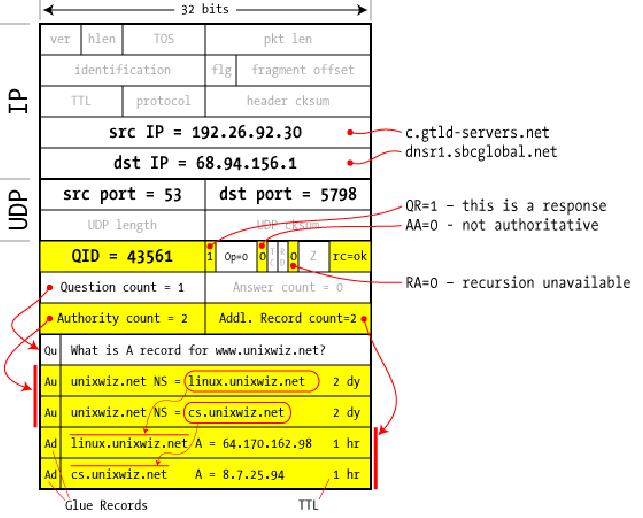 32 bits
ver hlen TOS pkt len
identification flg fragment offset
TTL protocol header cksum
IP
src IP = 192.26.92.30 c.gtld-servers.net
dst IP = 68.94.156.1 dnsr1.sbcglobal.net
UDP
src port = 53 dst port = 5798 QR=1 - this is a response
UDP length UDP cksum AA=0 - not authoritative
QID = 43561 1 Op=0 0 TC RD 0 Z rc=ok
RA=0 - recursion unavailable
Question count = 1 Answer count = 0
Authority count = 2 Addl. Record count=2
Qu What is A record for www.unixwiz.net?
Au unixwiz.net NS = linux.unixwiz.net 2 dy
Au unixwiz.net NS = cs.unixwiz.net 2 dy
Ad linux.unixwiz.net A = 64.170.162.98 1 hr
Ad cs.unixwiz.net A = 8.7.25.94 1 hr
Glue Records TTL